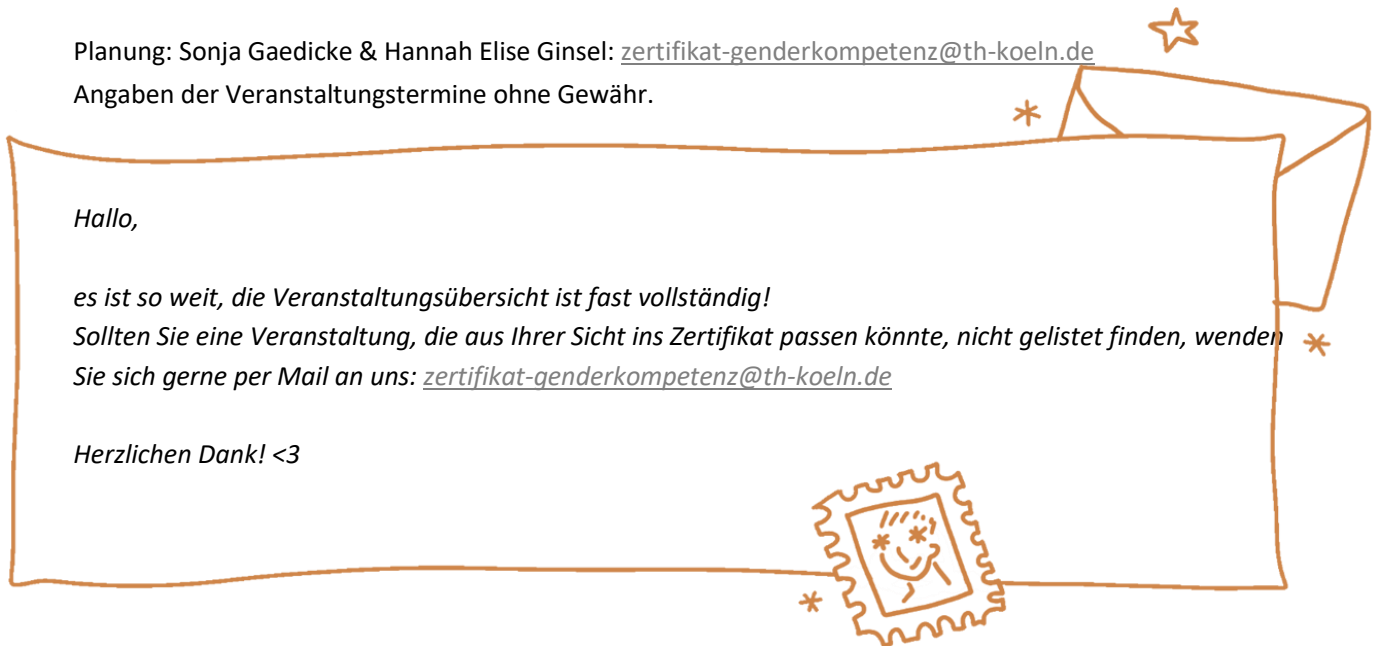 Planung: Sonja Gaedicke & Hannah Elise Ginsel: zertifikat-genderkompetenz@th-koeln.de
Angaben der Veranstaltungstermine ohne Gewähr.
Hallo,
es ist so weit, die Veranstaltungsübersicht ist fast vollständig!
Sollten Sie eine Veranstaltung, die aus Ihrer Sicht ins Zertifikat passen könnte, nicht gelistet finden, wenden
Sie sich gerne per Mail an uns: zertifikat-genderkompetenz@th-koeln.de
Herzlichen Dank! <3